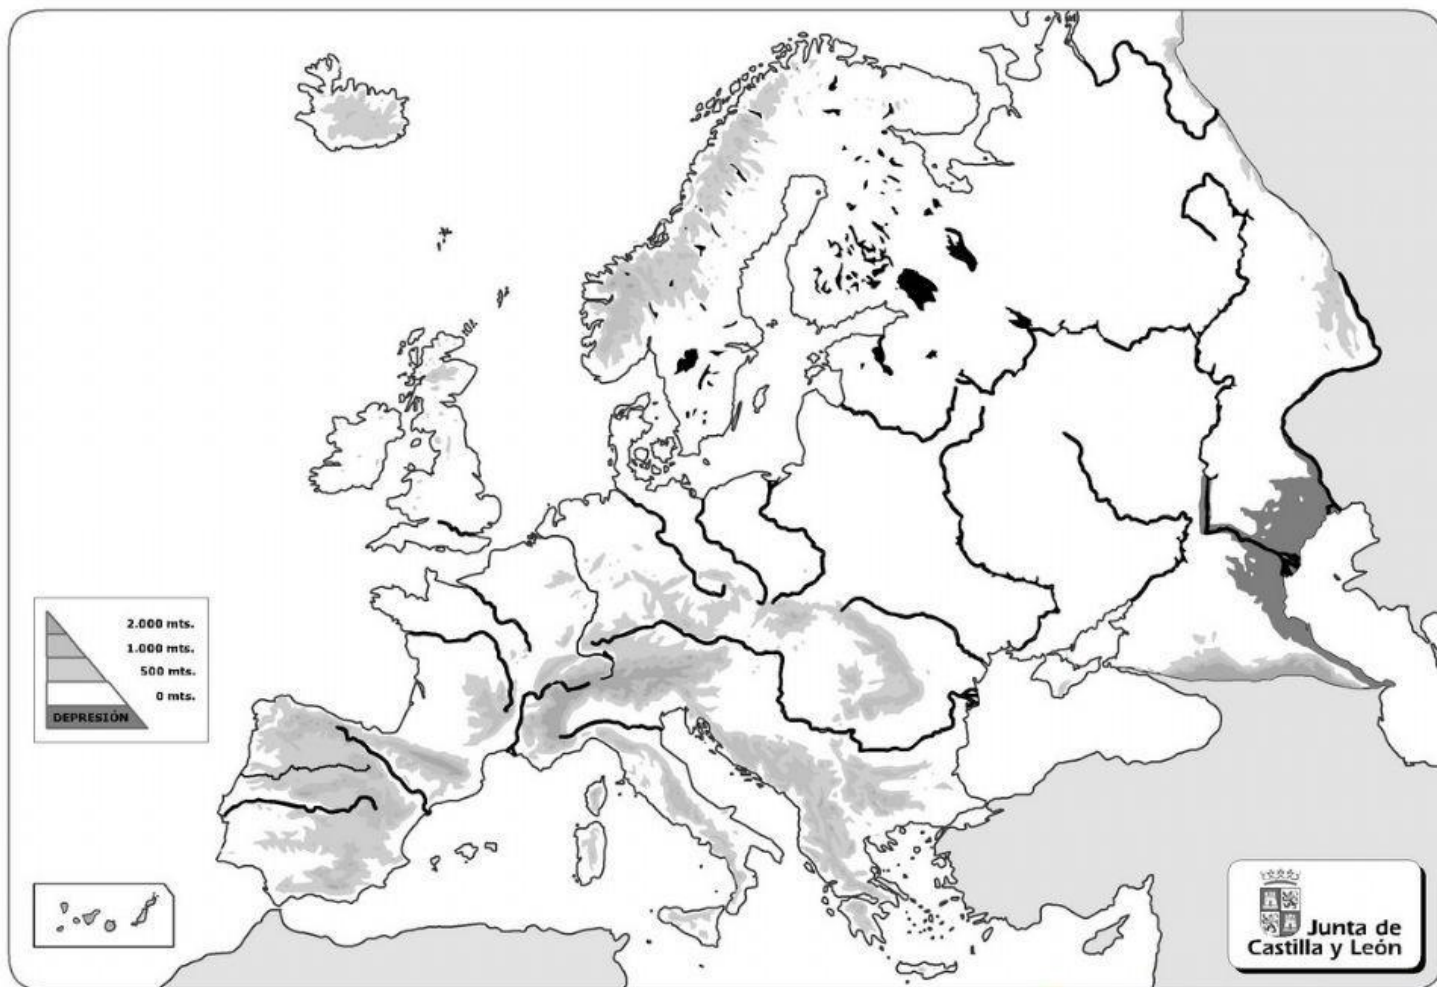 2.000 mts.
1.000 mts.
500 mts.
0 mts.
DEPRESIÓN
Junta de
Castilla y León